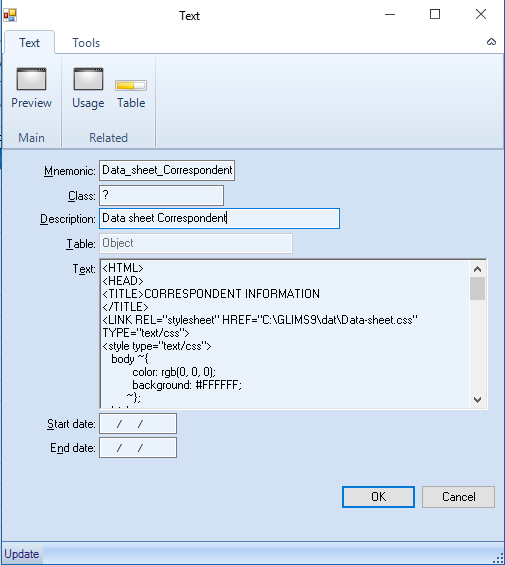 Text
Text Tools
Preview Usage Table
Main Related
Mnemonic: Data_sheet_Correspondent
Class: ?
Description: Data sheet Correspondent
Table: Object
Text: <HTML>
<HEAD>
<TITLE>CORRESPONDENT INFORMATION
</TITLE>
<LINK REL="stylesheet" HREF="C:\GLIMS9\dat\Data-sheet.css"
TYPE="text/css">
<style type="text/css">
body ~{
color: rgb(0, 0, 0);
background: #FFFFFF;
~};
Start date: / /
End date: / /
OK Cancel
Update